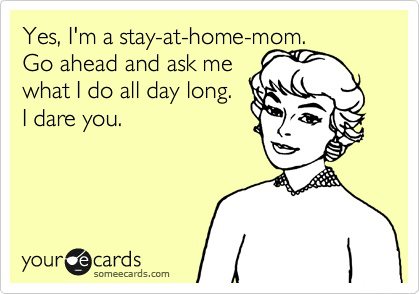 Yes, I'm a stay-at-home-mom.
Go ahead and ask me
what I do all day long.
I dare you.
your e cards
someecards.com